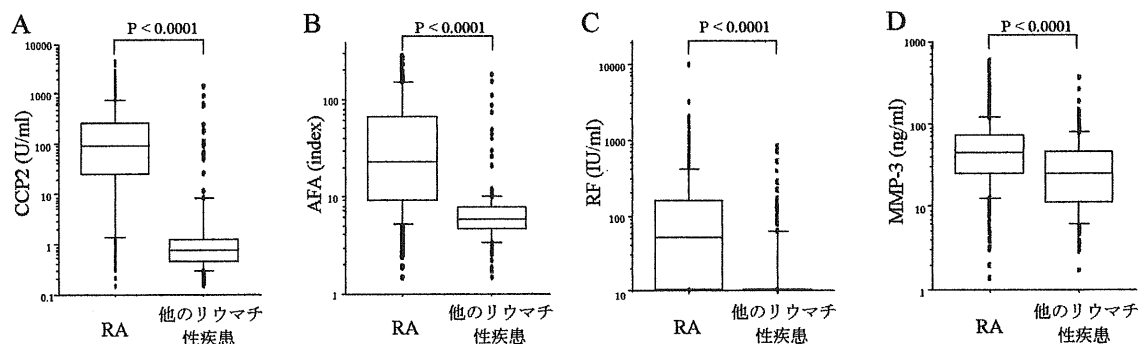 A
P < 0.0001
CCP2 (U/ml)
10000
1000
100
10
1
0.1
RA
他のリウマチ
性疾患
B
P < 0.0001
AFA (index)
100
10
1
RA
他のリウマチ
性疾患
C
P < 0.0001
RF (IU/ml)
10000
1000
100
10
RA
他のリウマチ
性疾患
D
P < 0.0001
MMP-3 (ng/ml)
1000
100
10
1
RA
他のリウマチ
性疾患